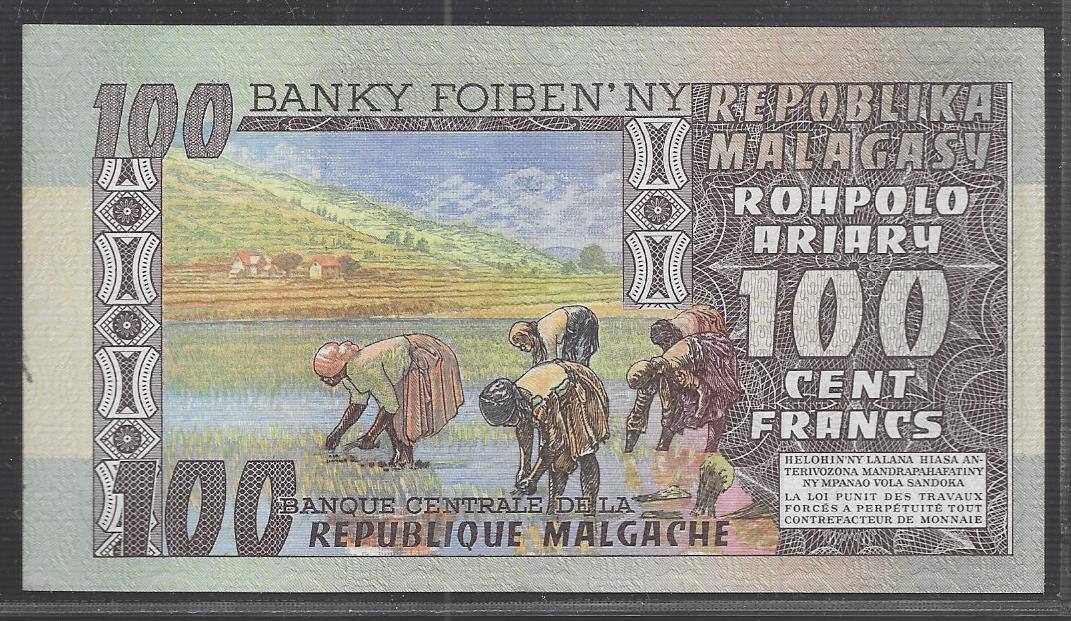 100
BANKY FOIBEN'NY
REPOBLIKA
MALAGASY
ROAPOLO
ARIARY
100
CENT
FRANCS
HELOHIN'NY LALANA HIASA AN-
TERIVOZONA MANDRAPAHAFATINY
NY MPANAO VOLA SANDOKA
LA LOI PUNIT DES TRAVAUX
FORCÉS A PERPÉTUITÉ TOUT
CONTREFACTEUR DE MONNAIE
100
BANQUE CENTRALE DE LA
REPUBLIQUE MALGACHE